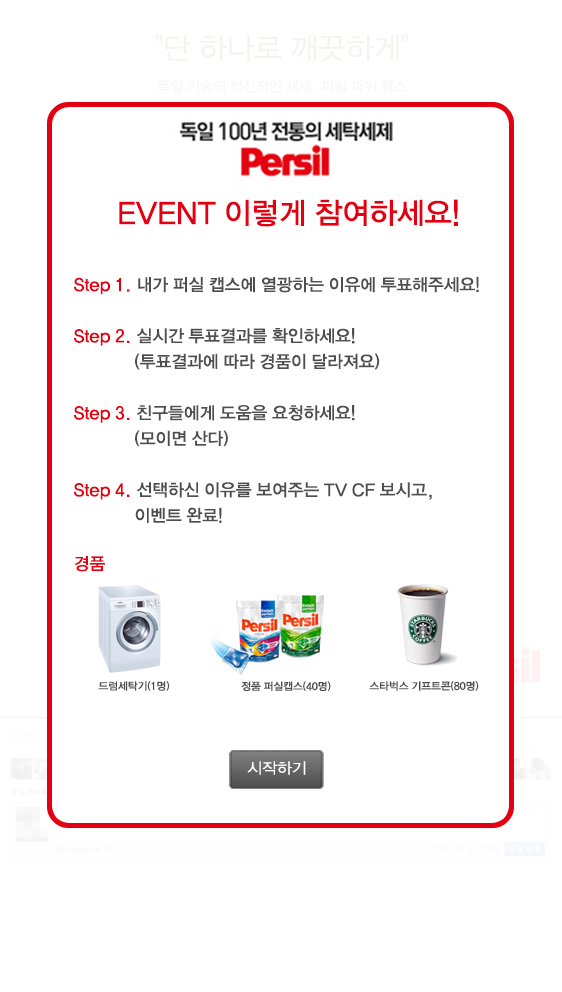 "단 하나로 깨끗하게"
독일 기술의 혁신적인 세제, 퍼실 파워 캡스
독일 100년 전통의 세탁세제
Persil
EVENT 이렇게 참여하세요!
Step 1. 내가 퍼실 캡스에 열광하는 이유에 투표해주세요!
Step 2. 실시간 투표결과를 확인하세요!
(투표결과에 따라 경품이 달라져요)
Step 3. 친구들에게 도움을 요청하세요!
(모이면 산다)
Step 4. 선택하신 이유를 보여주는 TV CF 보시고,
이벤트 완료!
경품
Persil
Persil
STARBUCKS
COFFEE
드럼세탁기(1명)
정품 퍼실캡스(40명)
스타벅스 기프트콘(80명)
시작하기